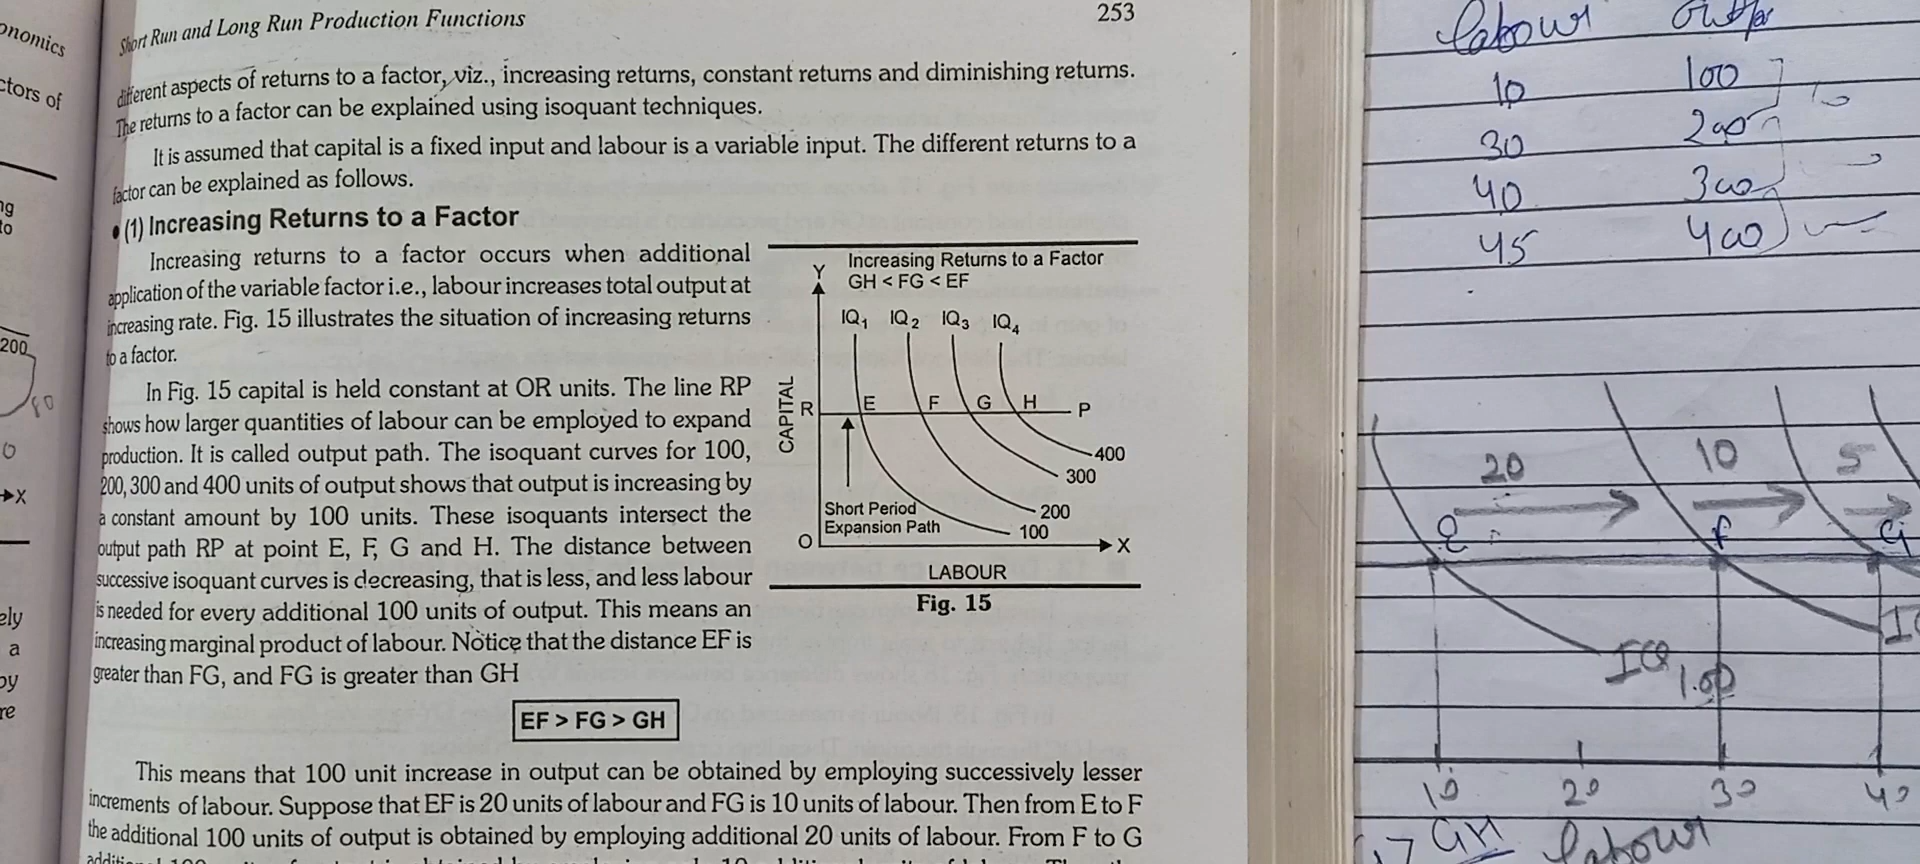 onomics
ctors of
ng
to
200
80
0
X
ely
a
by
re
Short Run and Long Run Production Functions
253
different aspects of returns to a factor, viz., increasing returns, constant returns and diminishing returns.
The returns to a factor can be explained using isoquant techniques.
It is assumed that capital is a fixed input and labour is a variable input. The different returns to a
factor can be explained as follows.
• (1) Increasing Returns to a Factor
Increasing returns to a factor occurs when additional
application of the variable factor i.e., labour increases total output at
increasing rate. Fig. 15 illustrates the situation of increasing returns
to a factor.
In Fig. 15 capital is held constant at OR units. The line RP
shows how larger quantities of labour can be employed to expand
production. It is called output path. The isoquant curves for 100,
200, 300 and 400 units of output shows that output is increasing by
a constant amount by 100 units. These isoquants intersect the
output path RP at point E, F, G and H. The distance between
successive isoquant curves is decreasing, that is less, and less labour
is needed for every additional 100 units of output. This means an
increasing marginal product of labour. Notice that the distance EF is
greater than FG, and FG is greater than GH
EF > FG > GH
Increasing Returns to a Factor
Y
GH < FG < EF
IQ1 IQ2 IQ3 IQ4
CAPITAL
R E F G H P
400
300
Short Period 200
Expansion Path 100
O X
LABOUR
Fig. 15
This means that 100 unit increase in output can be obtained by employing successively lesser
increments of labour. Suppose that EF is 20 units of labour and FG is 10 units of labour. Then from E to F
the additional 100 units of output is obtained by employing additional 20 units of labour. From F to G
labour
10 100
30 200
40 300
45 400
20 10 5
E F G
IQ
100
10 20 30 40
> GH labour